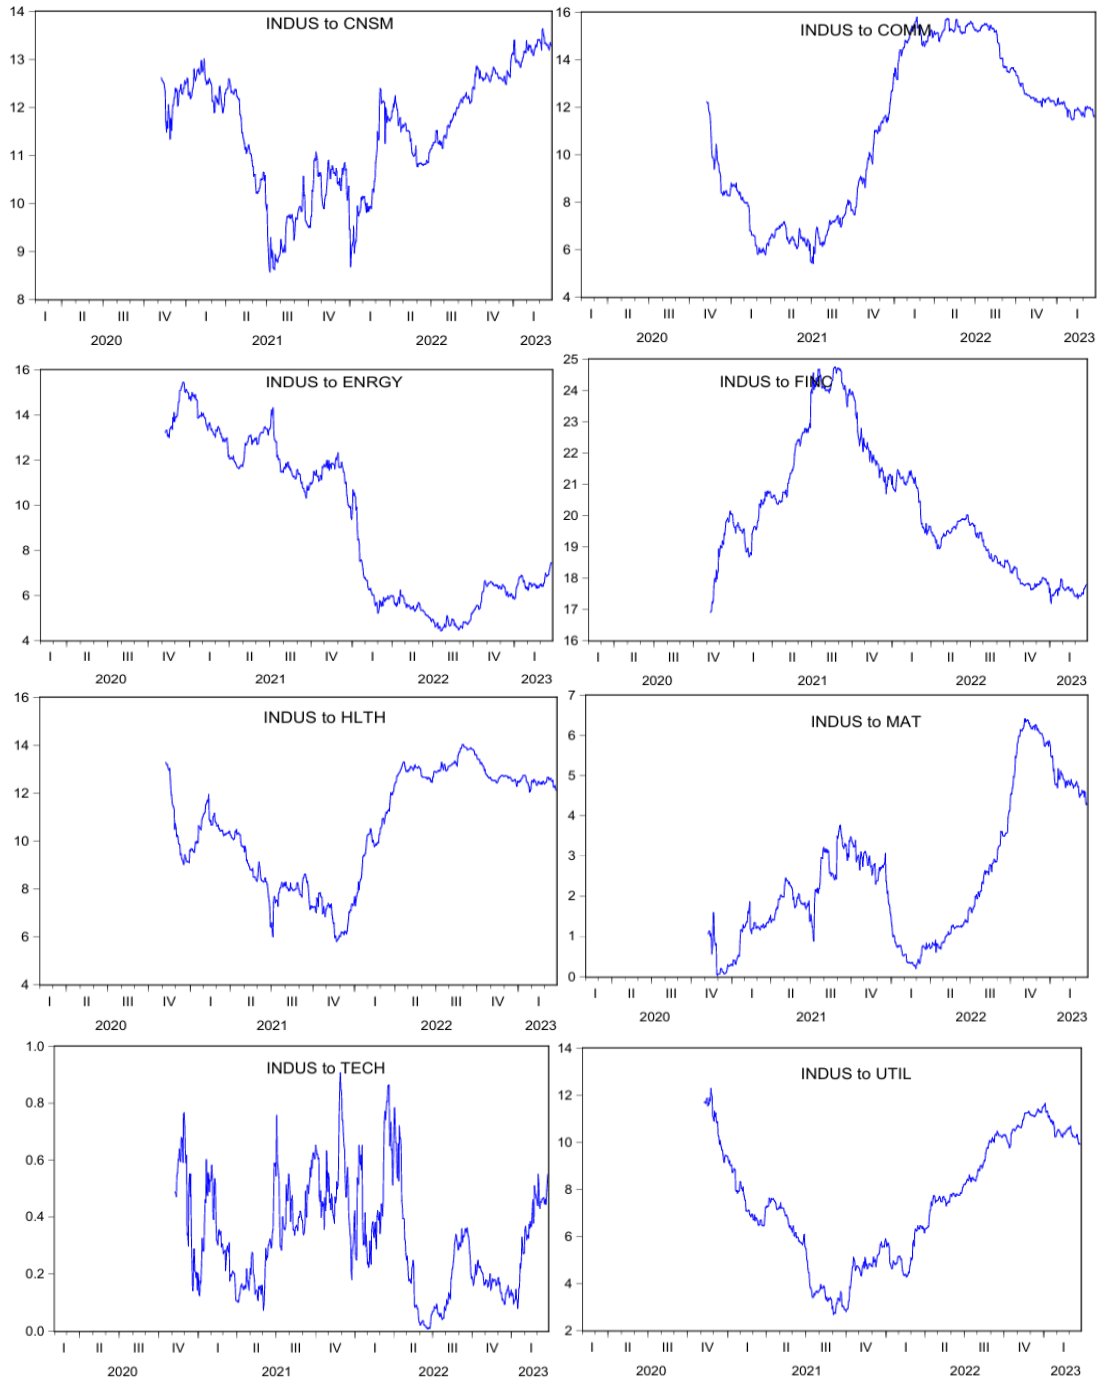 INDUS to CNSM
14
13
12
11
10
9
8
I II III IV I II III IV I II III IV I
2020 2021 2022 2023
INDUS to COMM
16
14
12
10
8
6
4
I II III IV I II III IV I II III IV I
2020 2021 2022 2023
INDUS to ENRGY
16
14
12
10
8
6
4
I II III IV I II III IV I II III IV I
2020 2021 2022 2023
INDUS to FINC
25
24
23
22
21
20
19
18
17
16
I II III IV I II III IV I II III IV I
2020 2021 2022 2023
INDUS to HLTH
16
14
12
10
8
6
4
I II III IV I II III IV I II III IV I
2020 2021 2022 2023
INDUS to MAT
7
6
5
4
3
2
1
0
I II III IV I II III IV I II III IV I
2020 2021 2022 2023
INDUS to TECH
1.0
0.8
0.6
0.4
0.2
0.0
I II III IV I II III IV I II III IV I
2020 2021 2022 2023
INDUS to UTIL
14
12
10
8
6
4
2
I II III IV I II III IV I II III IV I
2020 2021 2022 2023